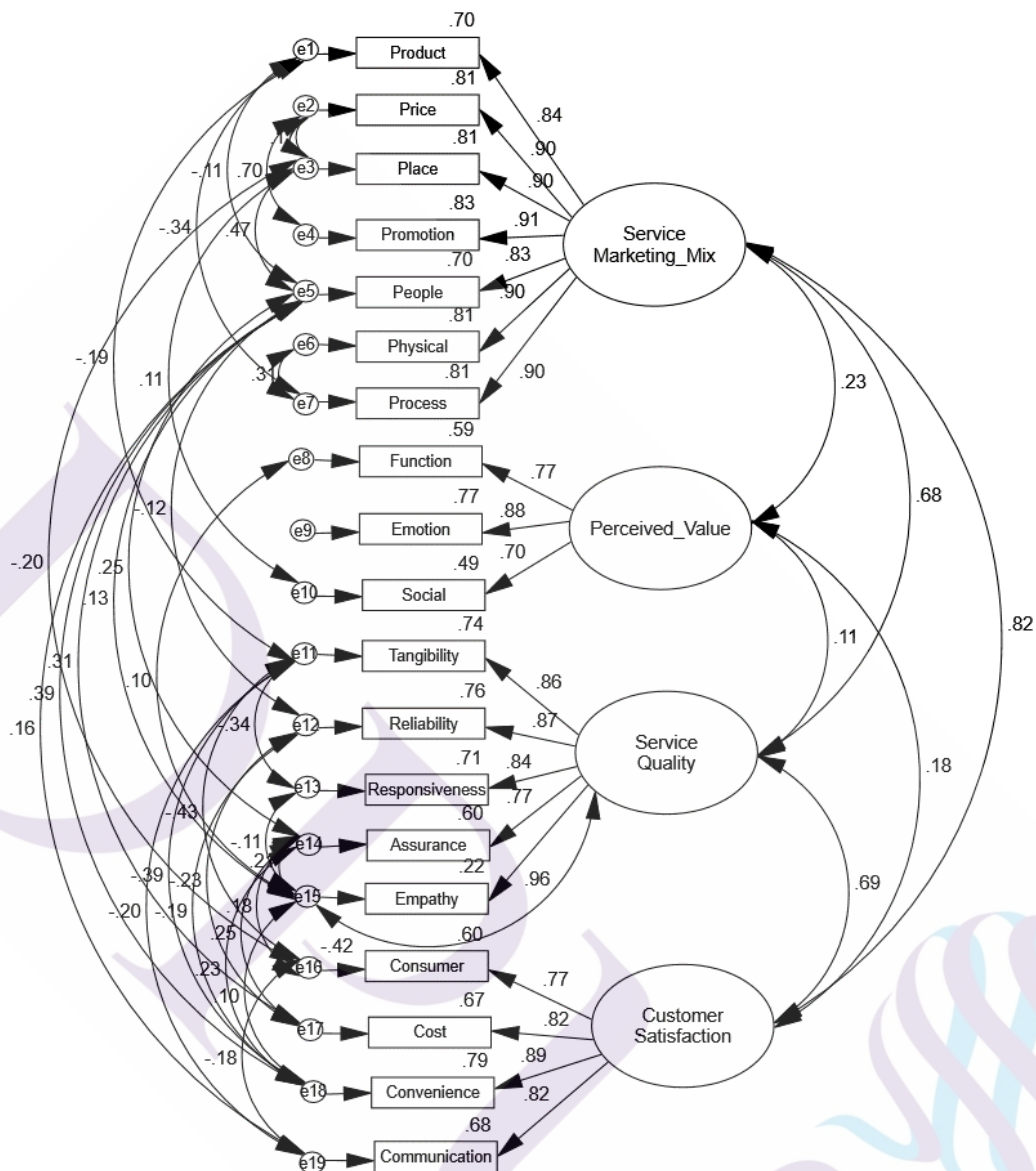 .70
e1
Product
.81
.84
e2
Price
.90
.81
-.11
.70
e3
Place
.90
.83
.91
-.34
.47
e4
Promotion
Service
Marketing_Mix
.70
.83
e5
People
.90
.81
-.19
e6
Physical
.11
.81
.90
.23
e7
Process
.59
e8
Function
.77
.77
.68
-.12
.88
e9
Emotion
Perceived_Value
.70
.49
-.20
.25
.13
e10
Social
.74
.82
.11
e11
Tangibility
.31
.86
.39
.10
.76
.16
-.34
e12
Reliability
.87
Service
Quality
.71
.84
.18
e13
Responsiveness
.77
-.43
.60
-.11
e14
Assurance
.22
-.39
-.23
.96
.69
e15
Empathy
-.20
-.19
.18
.25
-.42
.60
e16
Consumer
.23
.77
.10
.67
Customer
Satisfaction
.82
e17
Cost
-.18
.79
.89
e18
Convenience
.82
.68
e19
Communication